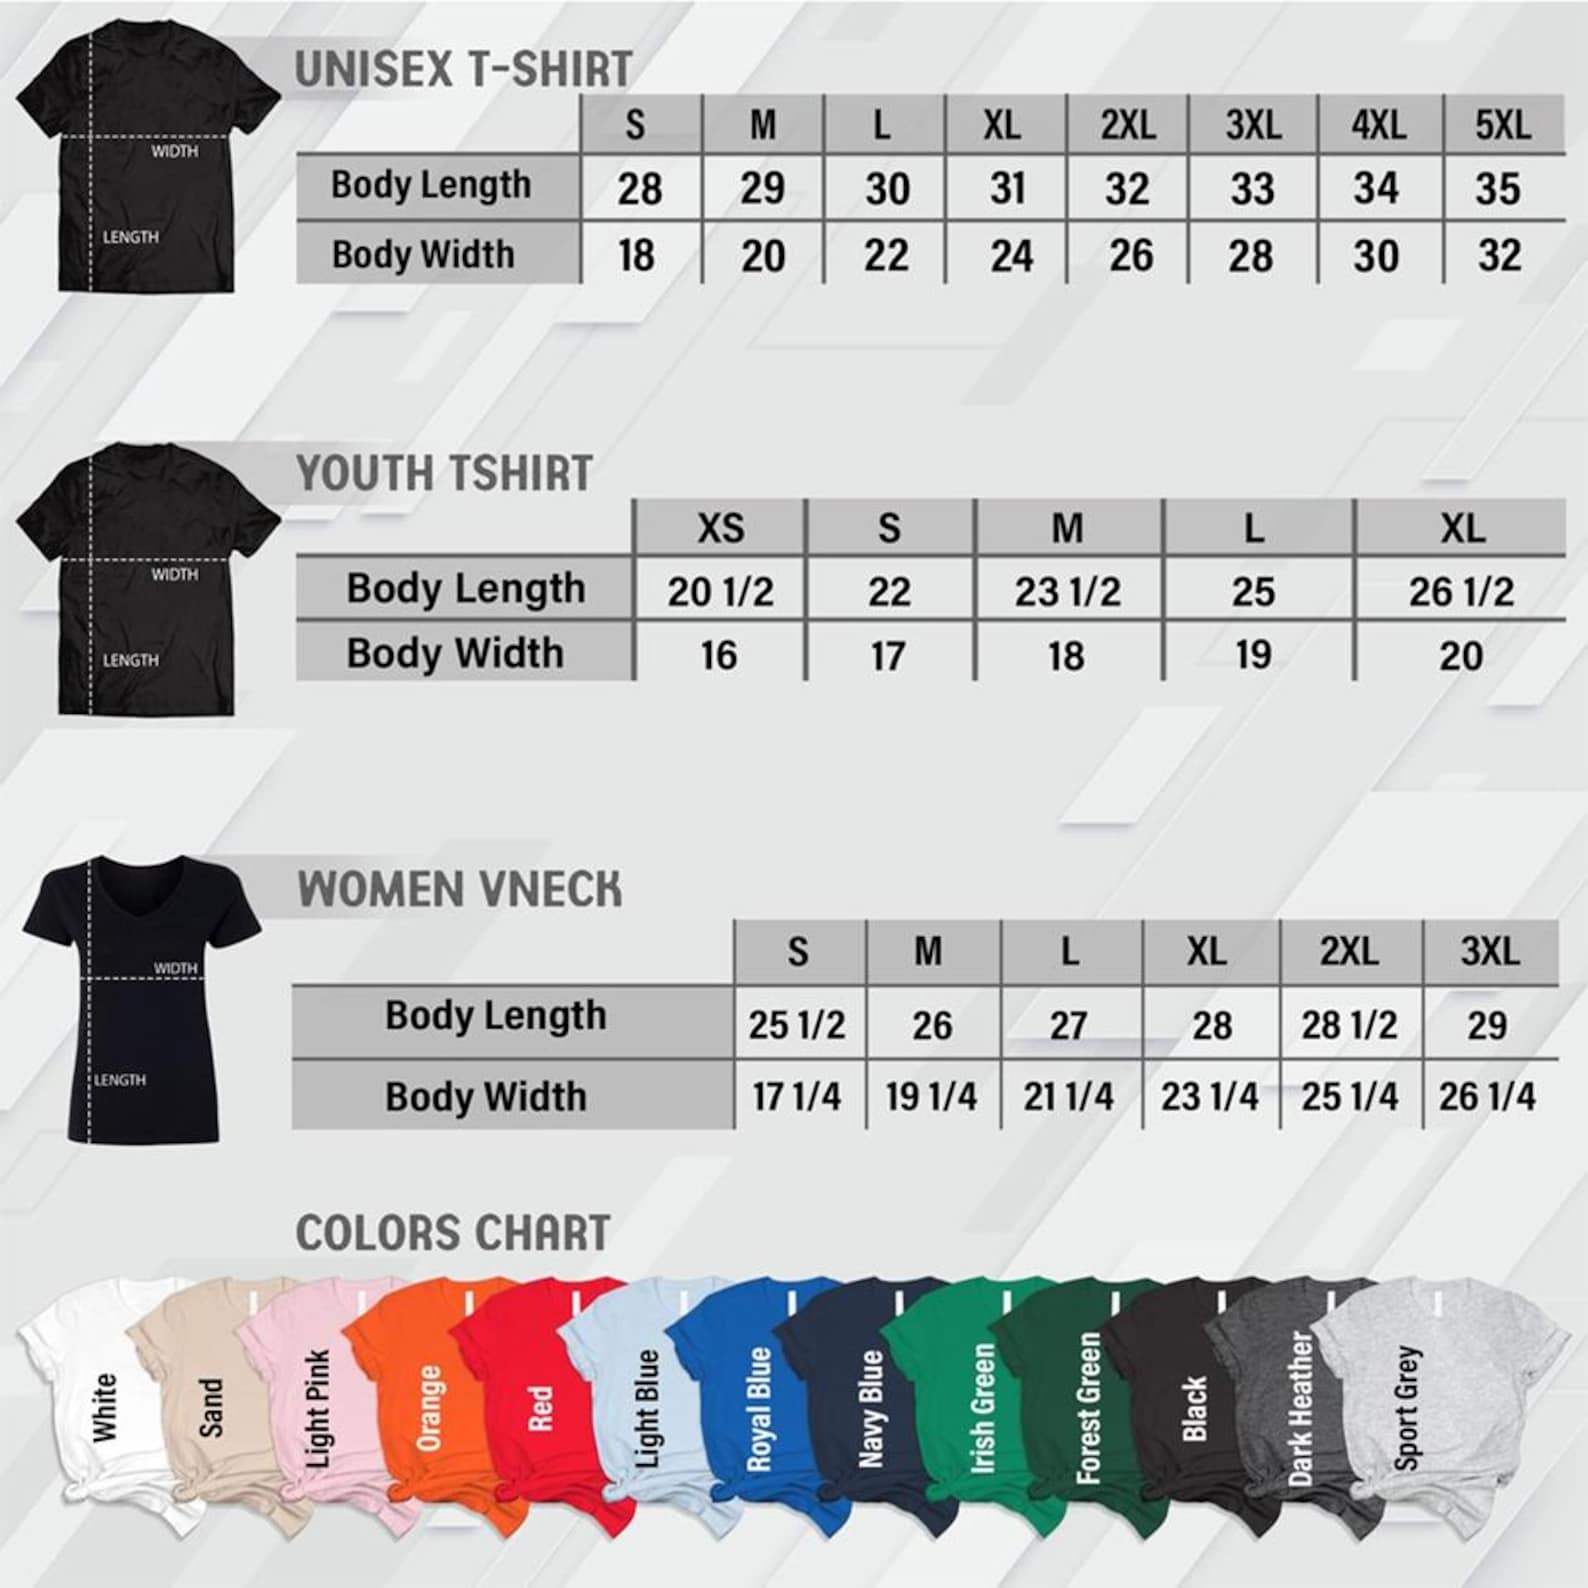 UNISEX T-SHIRT
S M L XL 2XL 3XL 4XL 5XL
WIDTH
Body Length 28 29 30 31 32 33 34 35
LENGTH
Body Width 18 20 22 24 26 28 30 32
YOUTH TSHIRT
XS S M L XL
WIDTH
Body Length 20 1/2 22 23 1/2 25 26 1/2
LENGTH
Body Width 16 17 18 19 20
WOMEN VNECK
S M L XL 2XL 3XL
WIDTH
Body Length 25 1/2 26 27 28 28 1/2 29
LENGTH
Body Width 17 1/4 19 1/4 21 1/4 23 1/4 25 1/4 26 1/4
COLORS CHART
White
Sand
Light Pink
Orange
Red
Light Blue
Royal Blue
Navy Blue
Irish Green
Forest Green
Black
Dark Heather
Sport Grey